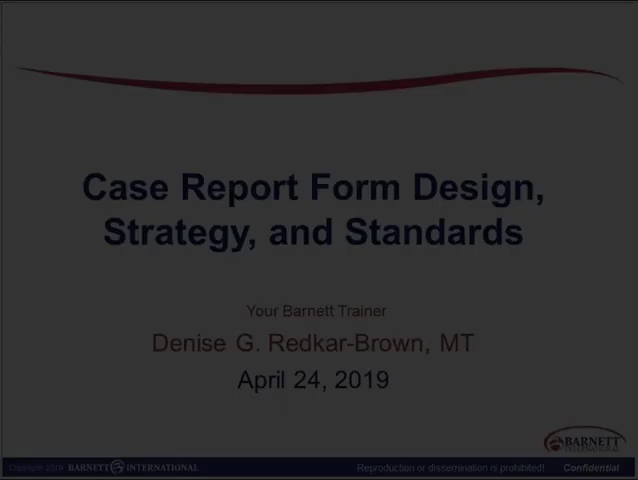 Case Report Form Design,
Strategy, and Standards
Your Barnett Trainer
Denise G. Redkar-Brown, MT
April 24, 2019
BARNETT
INTERNATIONAL
Copyright 2019 BARNETT INTERNATIONAL
Reproduction or dissemination is prohibited! Confidential